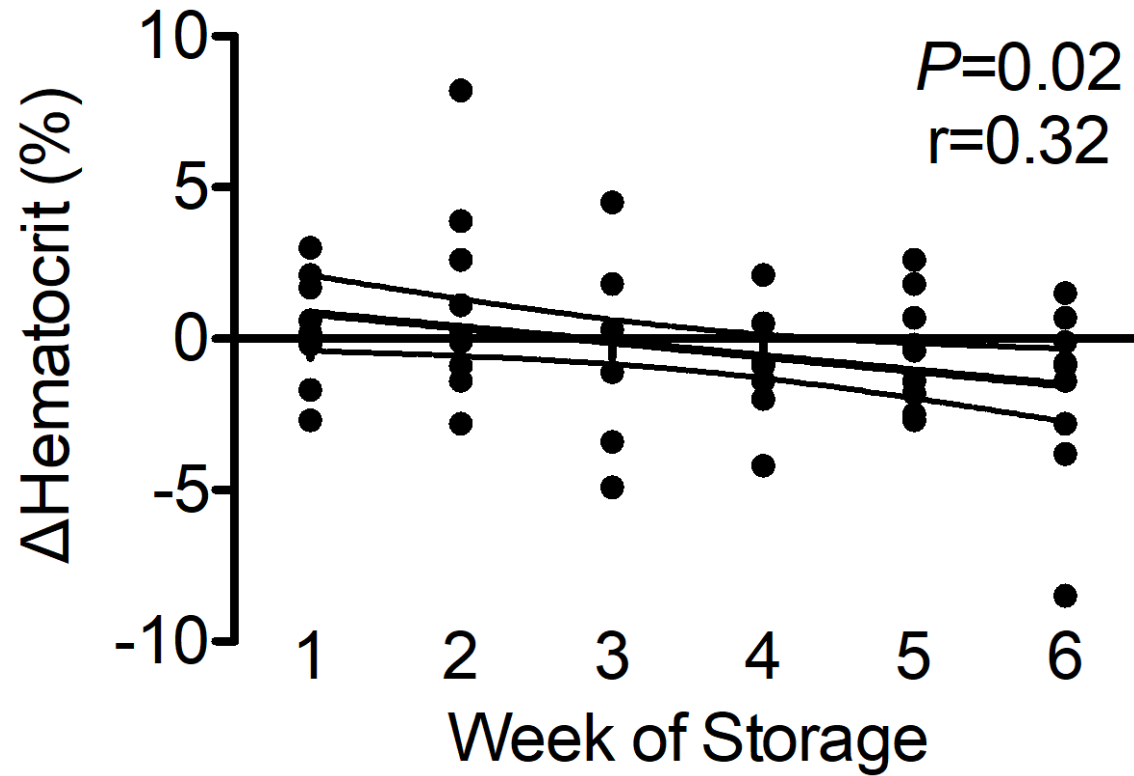 P=0.02
r=0.32
ΔHematocrit (%)
10
5
0
-5
-10
1 2 3 4 5 6
Week of Storage